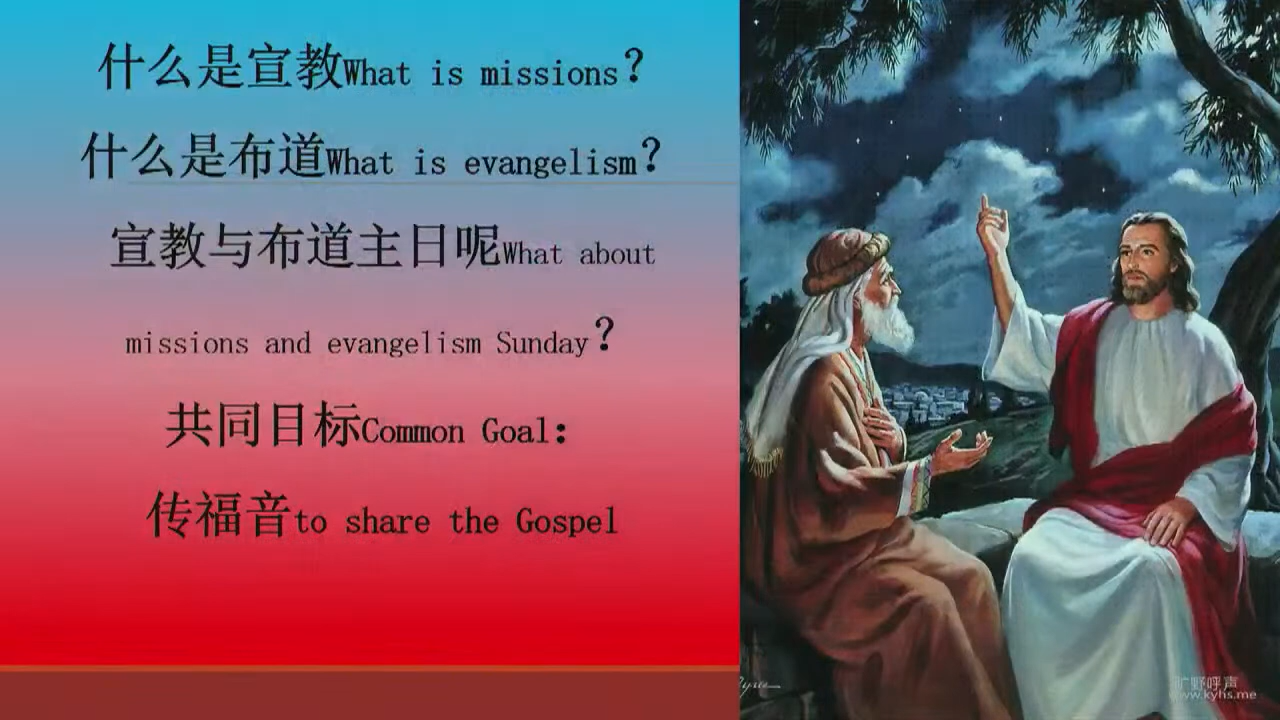 什么是宣教What is missions？
什么是布道What is evangelism？
宣教与布道主日呢What about
missions and evangelism Sunday？
共同目标Common Goal：
传福音to share the Gospel
旷野呼声
www.kyhs.me